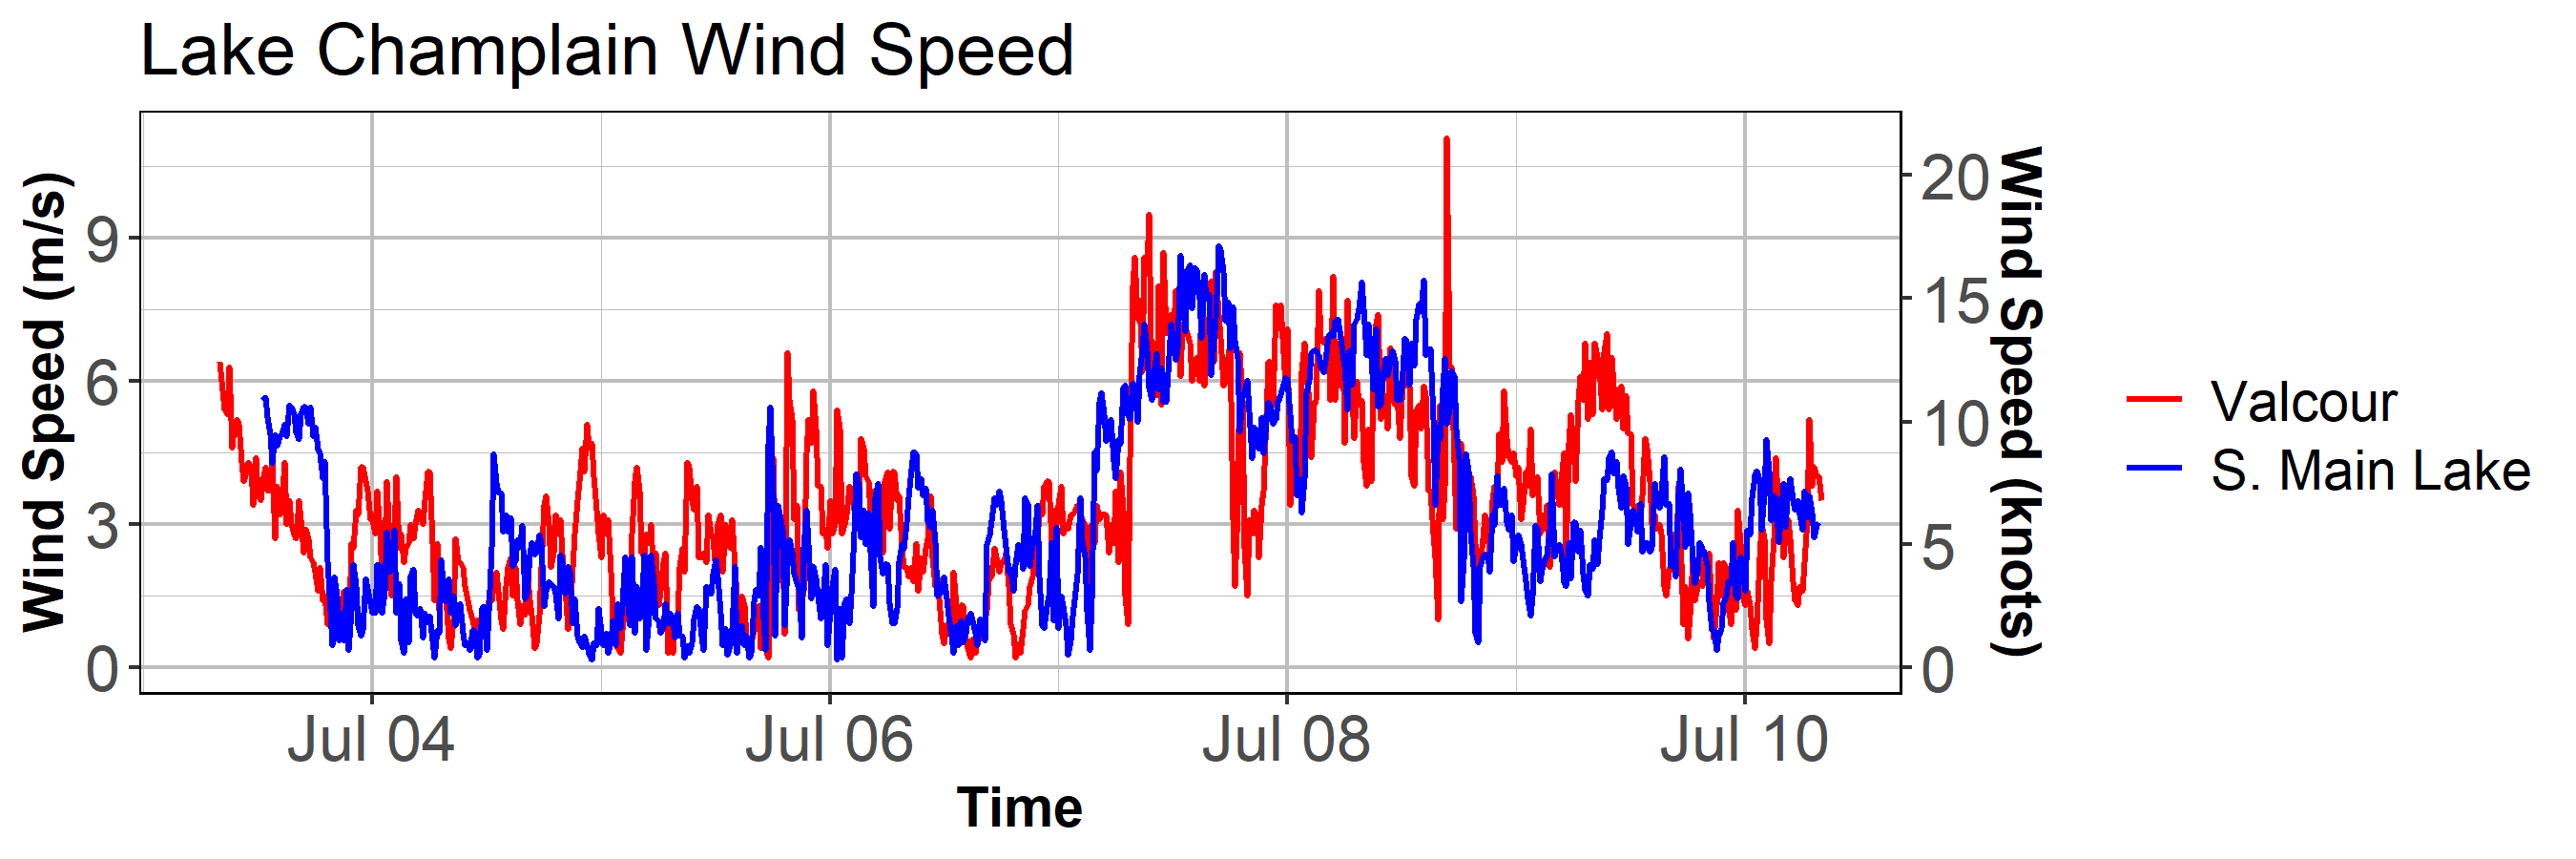 Lake Champlain Wind Speed
Wind Speed (m/s)
9
6
3
0
20
15
10
5
0
Wind Speed (knots)
Jul 04
Jul 06
Jul 08
Jul 10
Time
Valcour
S. Main Lake